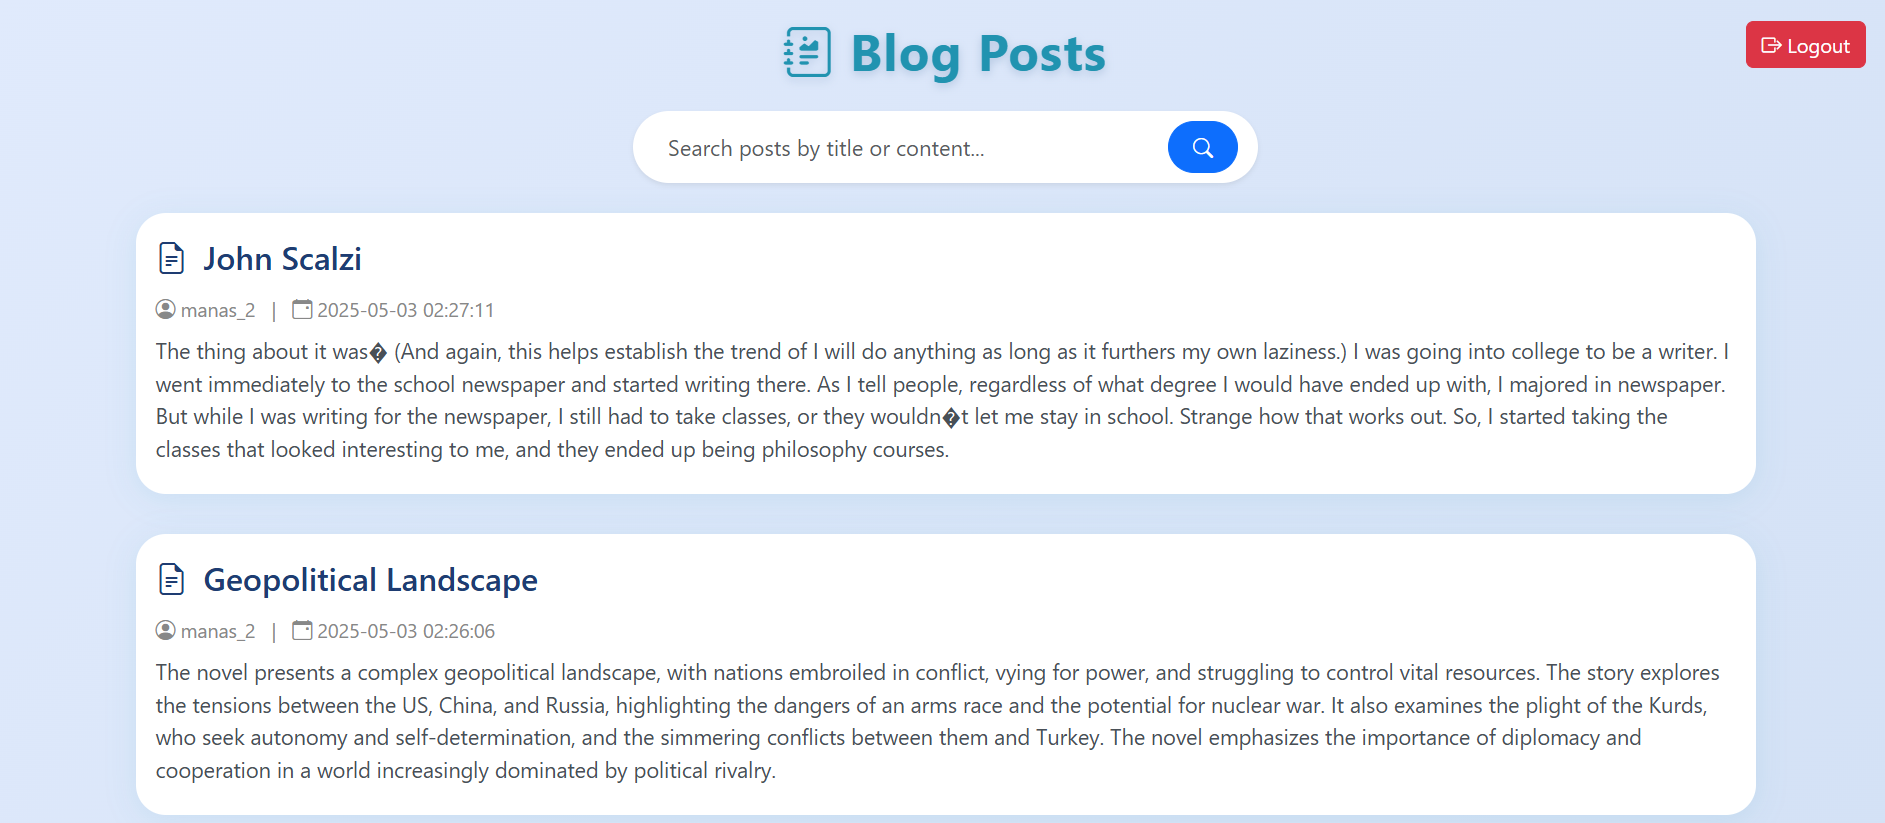 Blog Posts
Logout
Search posts by title or content...
John Scalzi
manas_2 | 2025-05-03 02:27:11
The thing about it was� (And again, this helps establish the trend of I will do anything as long as it furthers my own laziness.) I was going into college to be a writer. I
went immediately to the school newspaper and started writing there. As I tell people, regardless of what degree I would have ended up with, I majored in newspaper.
But while I was writing for the newspaper, I still had to take classes, or they wouldn�t let me stay in school. Strange how that works out. So, I started taking the
classes that looked interesting to me, and they ended up being philosophy courses.
Geopolitical Landscape
manas_2 | 2025-05-03 02:26:06
The novel presents a complex geopolitical landscape, with nations embroiled in conflict, vying for power, and struggling to control vital resources. The story explores
the tensions between the US, China, and Russia, highlighting the dangers of an arms race and the potential for nuclear war. It also examines the plight of the Kurds,
who seek autonomy and self-determination, and the simmering conflicts between them and Turkey. The novel emphasizes the importance of diplomacy and
cooperation in a world increasingly dominated by political rivalry.